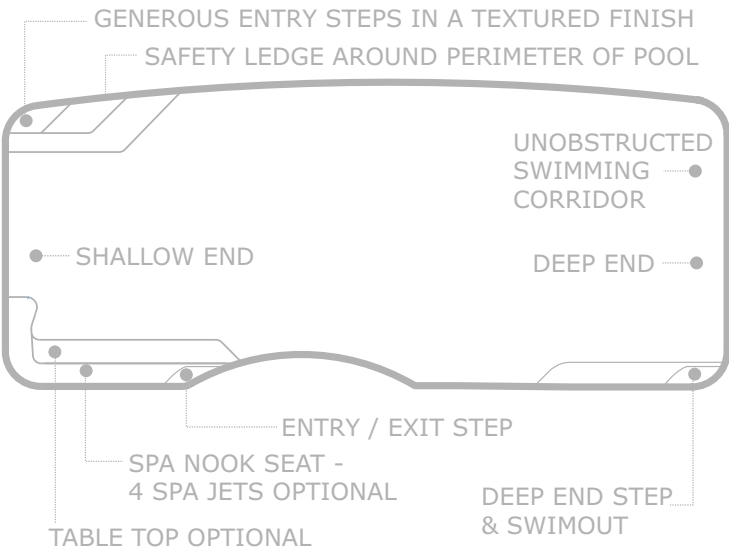 GENEROUS ENTRY STEPS IN A TEXTURED FINISH
SAFETY LEDGE AROUND PERIMETER OF POOL
UNOBSTRUCTED
SWIMMING
CORRIDOR
SHALLOW END
DEEP END
ENTRY / EXIT STEP
SPA NOOK SEAT -
4 SPA JETS OPTIONAL
DEEP END STEP
& SWIMOUT
TABLE TOP OPTIONAL